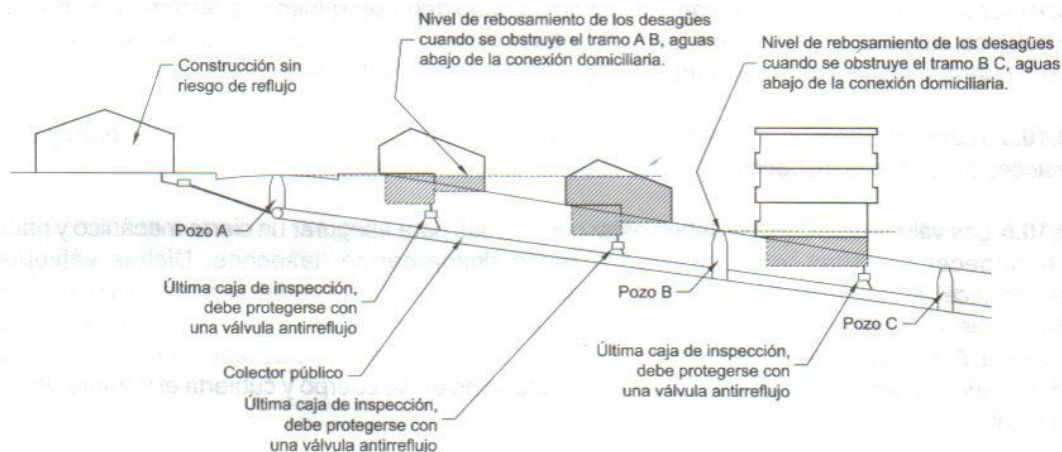 Nivel de rebosamiento de los desagües
cuando se obstruye el tramo A B, aguas
abajo de la conexión domiciliaria.
Nivel de rebosamiento de los desagües
cuando se obstruye el tramo B C, aguas
abajo de la conexión domiciliaria.
Construcción sin
riesgo de reflujo
Pozo A
Última caja de inspección,
debe protegerse con
una válvula antirreflujo
Pozo B
Pozo C
Última caja de inspección,
debe protegerse con
una válvula antirreflujo
Colector público
Última caja de inspección,
debe protegerse con
una válvula antirreflujo